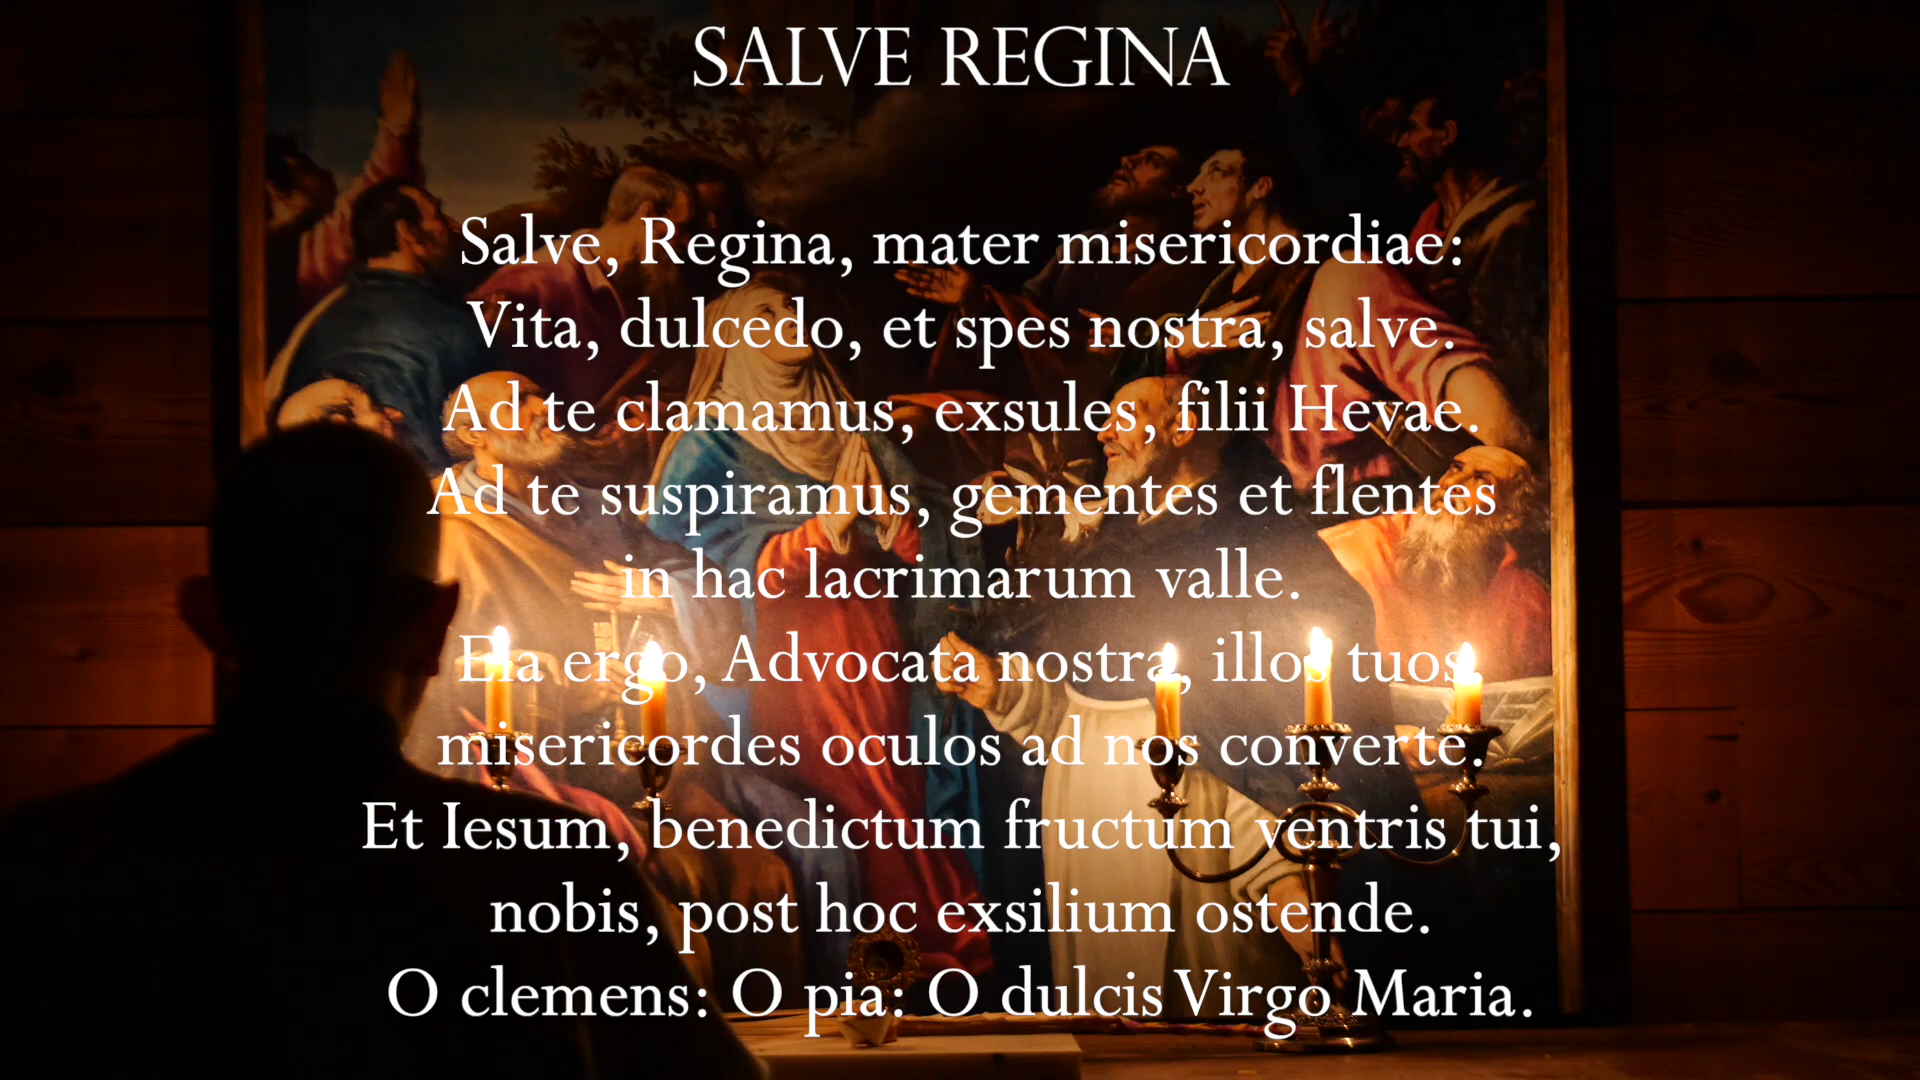 SALVE REGINA
Salve, Regina, mater misericordiae:
Vita, dulcedo, et spes nostra, salve.
Ad te clamamus, exsules, filii Hevae.
Ad te suspiramus, gementes et flentes
in hac lacrimarum valle.
Eia ergo, Advocata nostra, illos tuos
misericordes oculos ad nos converte.
Et Iesum, benedictum fructum ventris tui,
nobis, post hoc exsilium ostende.
O clemens: O pia: O dulcis Virgo Maria.